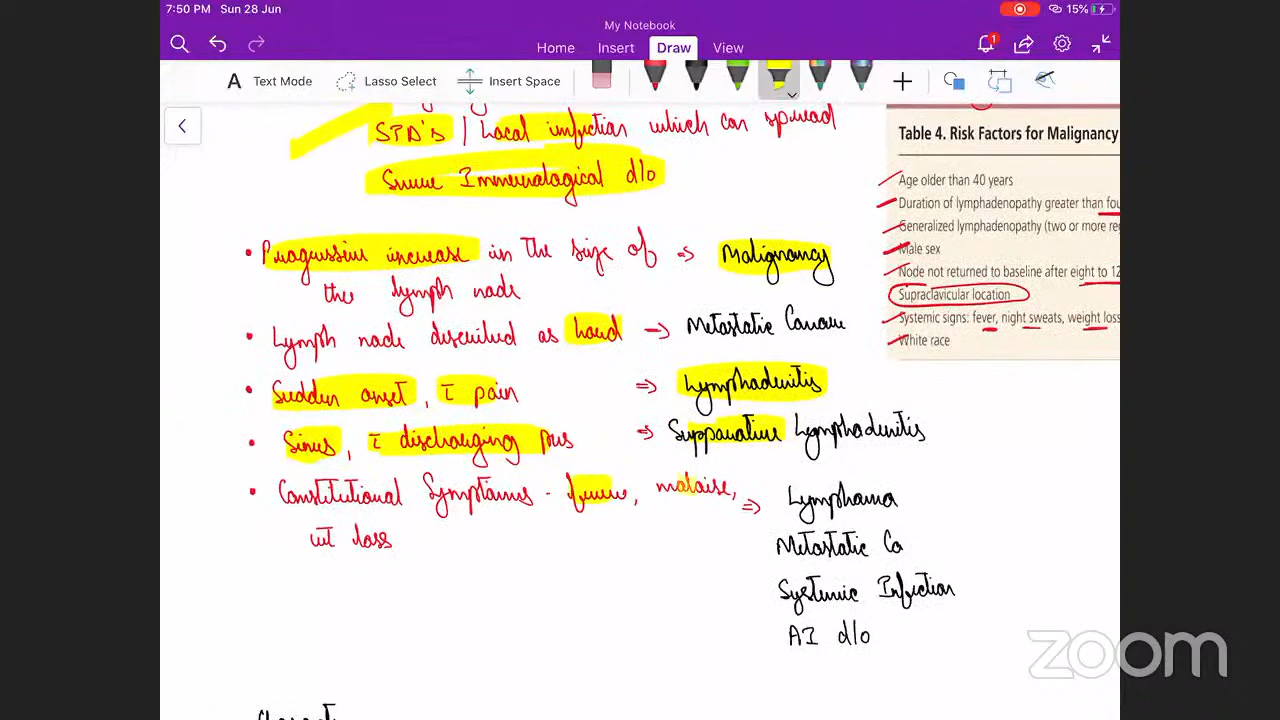 7:50 PM Sun 28 Jun
15%
My Notebook
Home Insert Draw View
1
Text Mode Lasso Select Insert Space
STD's / Local infection which can spread
Immunological d/o
• Progressive increase in the size of the lymph node ⇒ Malignancy
• Lymph node described as hard → Metastatic Cancer
• Sudden onset, c̄ pain ⇒ Lymphadenitis
• Sinus, c̄ discharging pus ⇒ Suppurative Lymphadenitis
• Constitutional Symptoms - fever, malaise, wt loss ⇒ Lymphoma
Metastatic Ca
Systemic Infection
AI d/o
Table 4. Risk Factors for Malignancy
Age older than 40 years
Duration of lymphadenopathy greater than fou
Generalized lymphadenopathy (two or more re
Male sex
Node not returned to baseline after eight to 12
Supraclavicular location
Systemic signs: fever, night sweats, weight loss
White race
zoom